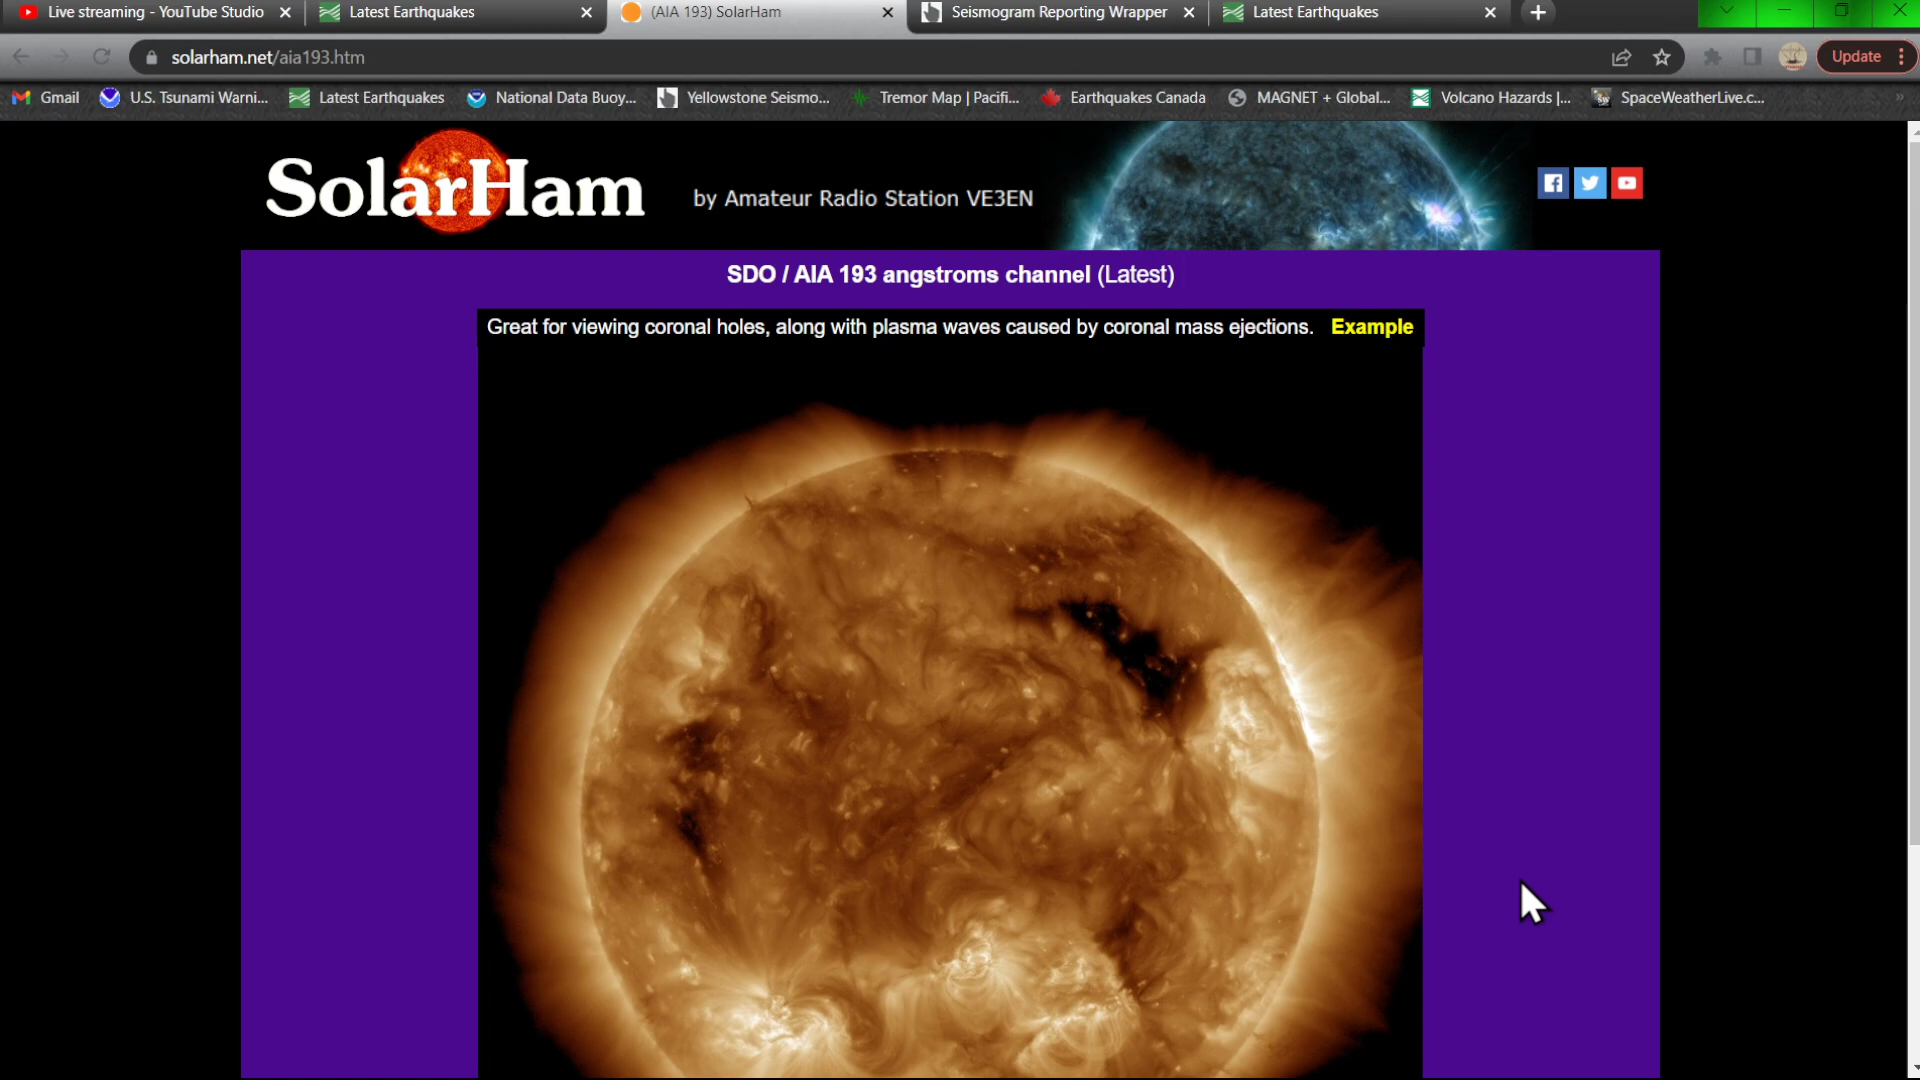 Live streaming - YouTube Studio
Latest Earthquakes
(AIA 193) SolarHam
Seismogram Reporting Wrapper
Latest Earthquakes
solarham.net/aia193.htm
Update
Gmail
U.S. Tsunami Warni...
Latest Earthquakes
National Data Buoy...
Yellowstone Seismo...
Tremor Map | Pacifi...
Earthquakes Canada
MAGNET + Global...
Volcano Hazards |...
SpaceWeatherLive.c...
SolarHam
by Amateur Radio Station VE3EN
SDO / AIA 193 angstroms channel (Latest)
Great for viewing coronal holes, along with plasma waves caused by coronal mass ejections. Example